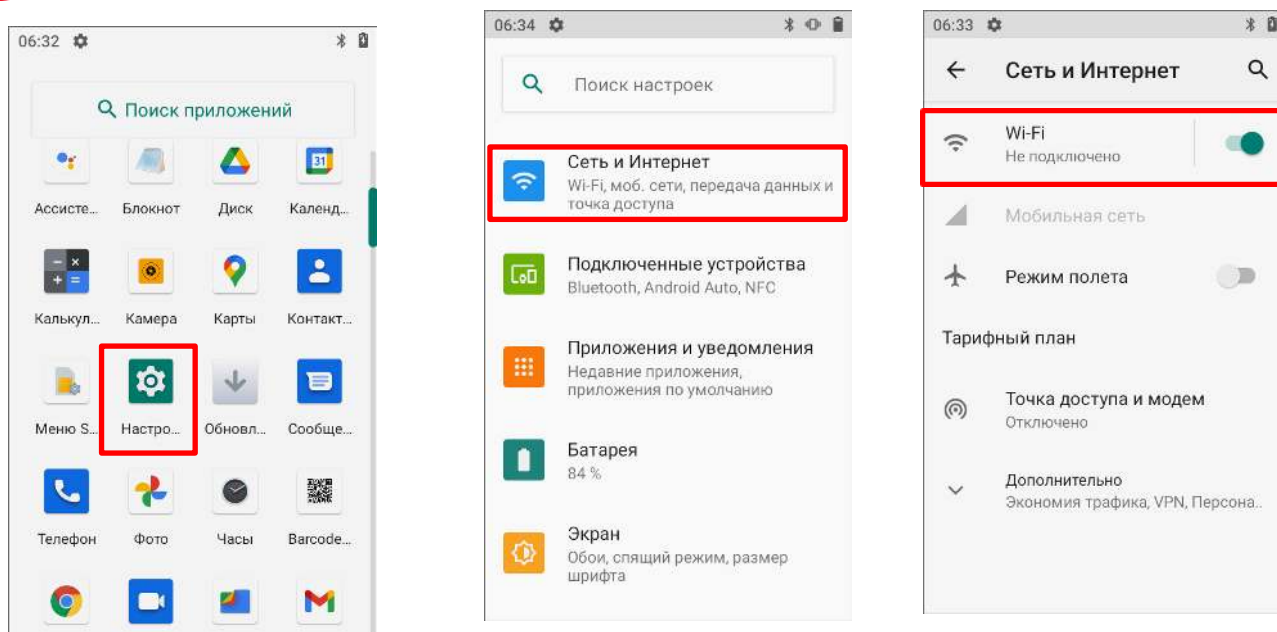 06:32
Поиск приложений
31
Ассисте...
Блокнот
Диск
Календ...
Калькул...
Камера
Карты
Контакт...
Меню S...
Настро...
Обновл...
Сообще...
Телефон
Фото
Часы
Barcode...
06:34
Поиск настроек
Сеть и Интернет
Wi-Fi, моб. сети, передача данных и
точка доступа
Подключенные устройства
Bluetooth, Android Auto, NFC
Приложения и уведомления
Недавние приложения,
приложения по умолчанию
Батарея
84 %
Экран
Обои, спящий режим, размер
шрифта
06:33
Сеть и Интернет
Wi-Fi
Не подключено
Мобильная сеть
Режим полета
Тарифный план
Точка доступа и модем
Отключено
Дополнительно
Экономия трафика, VPN, Персона..